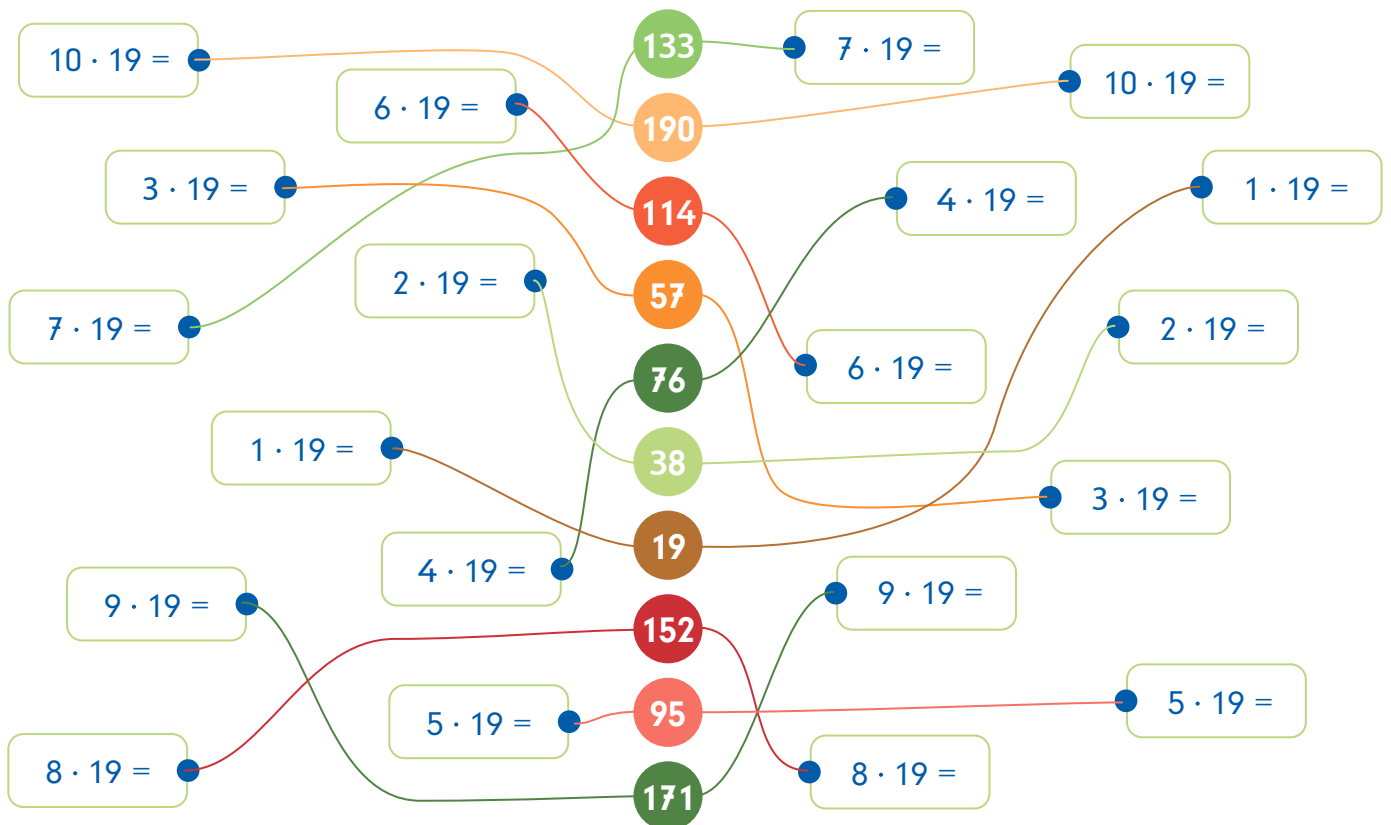 10 · 19 =
6 · 19 =
3 · 19 =
2 · 19 =
7 · 19 =
1 · 19 =
4 · 19 =
9 · 19 =
5 · 19 =
8 · 19 =
133
190
114
57
76
38
19
152
95
171
7 · 19 =
10 · 19 =
4 · 19 =
1 · 19 =
6 · 19 =
2 · 19 =
3 · 19 =
9 · 19 =
5 · 19 =
8 · 19 =